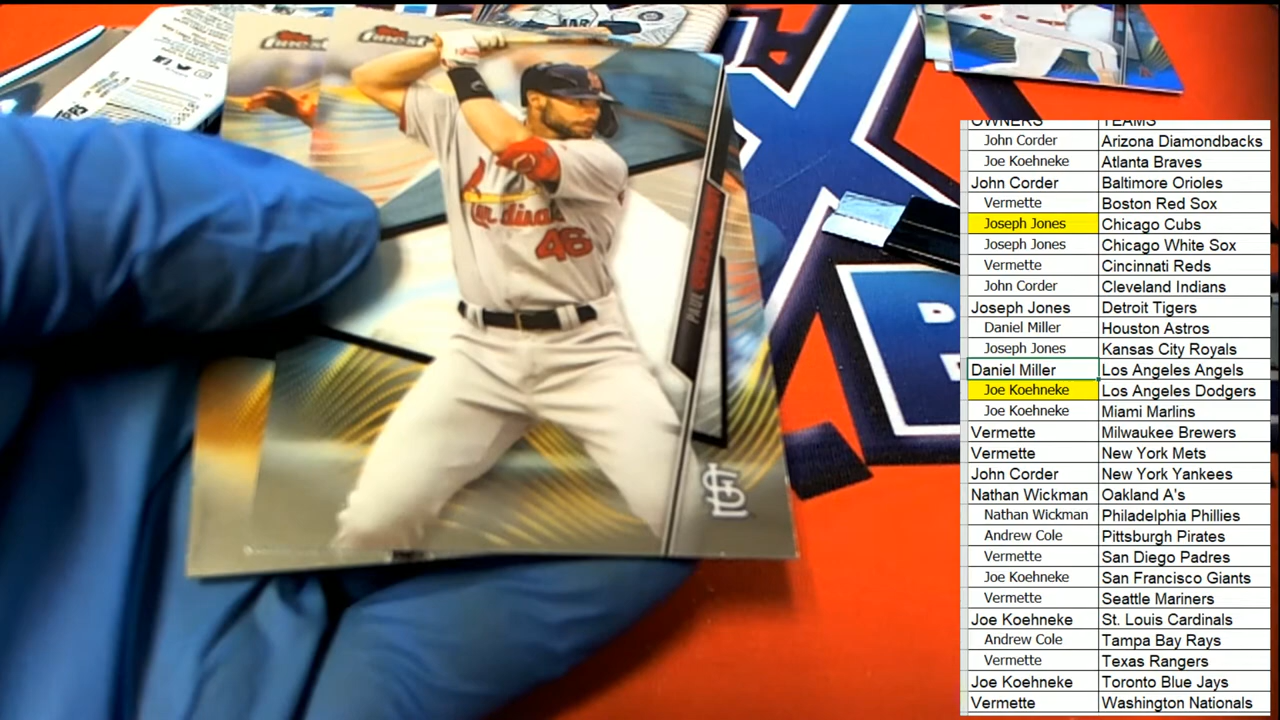 finest finest
Cardinals
46
PAUL
OWNERS TEAMS
John Corder Arizona Diamondbacks
Joe Koehneke Atlanta Braves
John Corder Baltimore Orioles
Vermette Boston Red Sox
Joseph Jones Chicago Cubs
Joseph Jones Chicago White Sox
Vermette Cincinnati Reds
John Corder Cleveland Indians
Joseph Jones Detroit Tigers
Daniel Miller Houston Astros
Joseph Jones Kansas City Royals
Daniel Miller Los Angeles Angels
Joe Koehneke Los Angeles Dodgers
Joe Koehneke Miami Marlins
Vermette Milwaukee Brewers
Vermette New York Mets
John Corder New York Yankees
Nathan Wickman Oakland A's
Nathan Wickman Philadelphia Phillies
Andrew Cole Pittsburgh Pirates
Vermette San Diego Padres
Joe Koehneke San Francisco Giants
Vermette Seattle Mariners
Joe Koehneke St. Louis Cardinals
Andrew Cole Tampa Bay Rays
Vermette Texas Rangers
Joe Koehneke Toronto Blue Jays
Vermette Washington Nationals